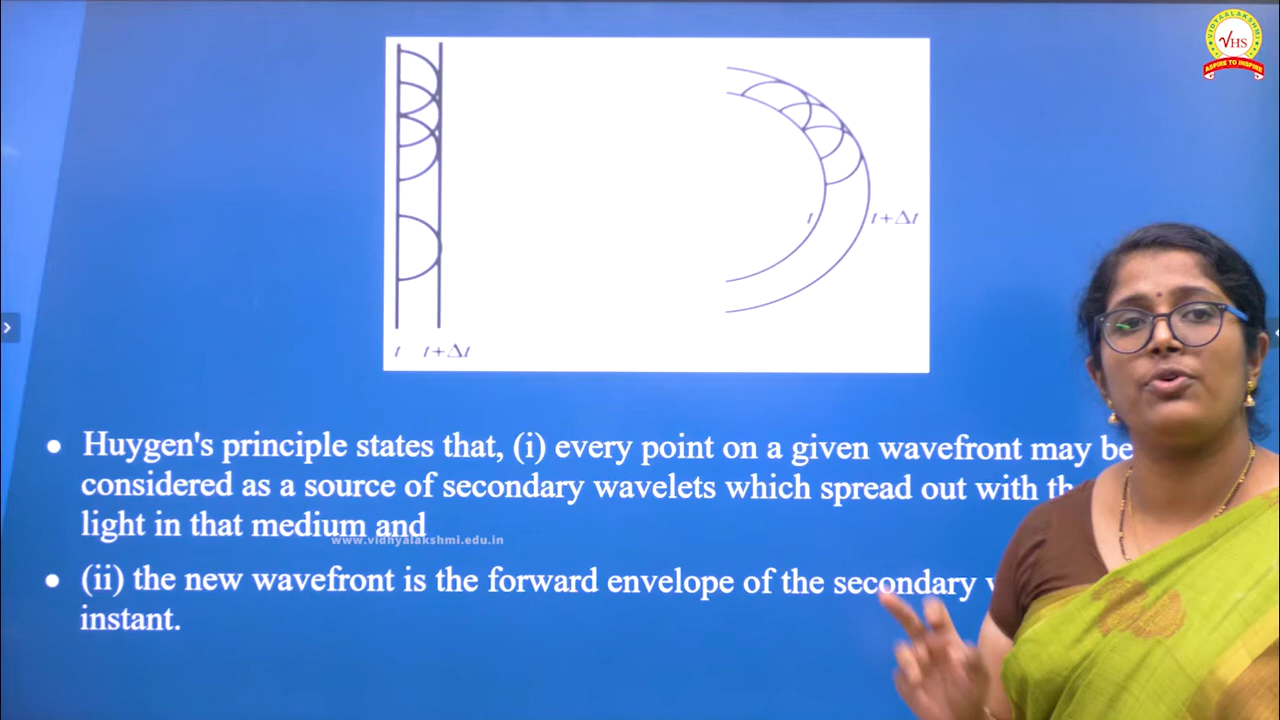 VIDYAALAKSHMI
VHS
ASPIRE TO INSPIRE
t
t+Δt
t t+Δt
• Huygen's principle states that, (i) every point on a given wavefront may be
considered as a source of secondary wavelets which spread out with
light in that medium and
www.vidhyalakshmi.edu.in
• (ii) the new wavefront is the forward envelope of the secondary
instant.